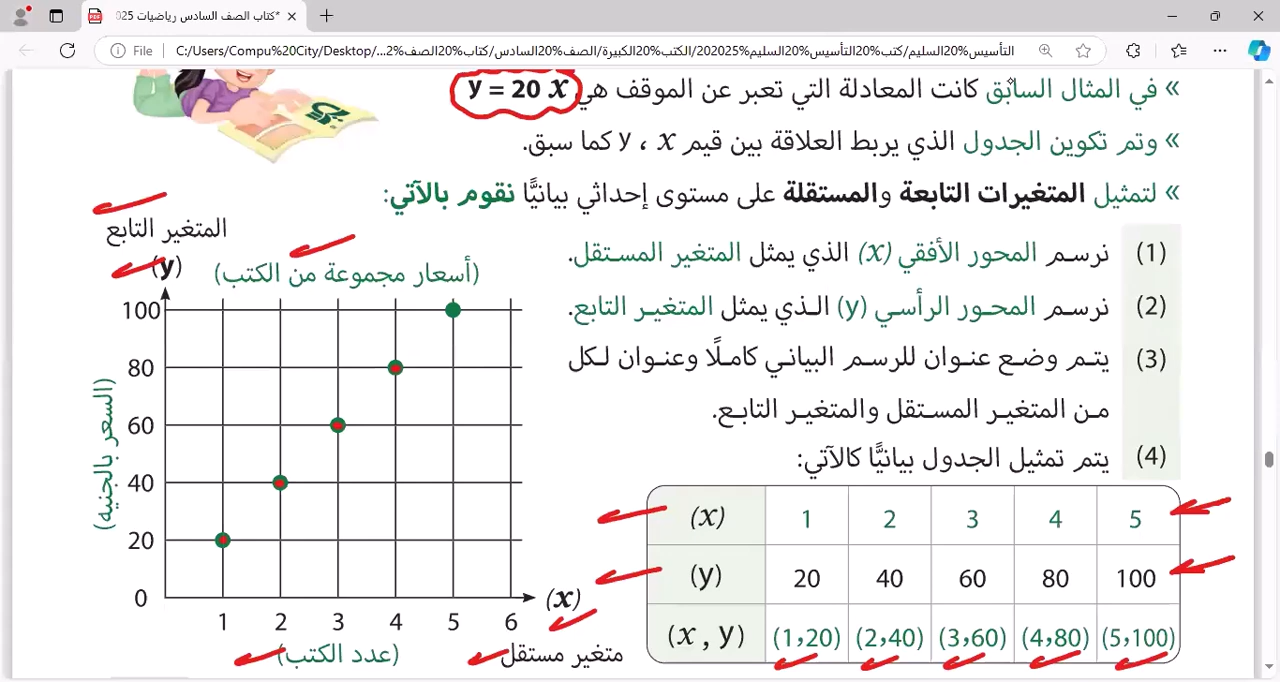 *كتاب الصف السادس رياضيات 025
File
C:/Users/Compu%20City/Desktop/...التأسيس%20السليم/كتب%20التأسيس%20السليم%202025/الكتب%20الكبيرة/الصف%20السادس/كتاب%20الصف%2
» في المثال السابق كانت المعادلة التي تعبر عن الموقف هي y = 20 x
» وتم تكوين الجدول الذي يربط العلاقة بين قيم x ، y كما سبق.
» لتمثيل المتغيرات التابعة والمستقلة على مستوى إحداثي بيانيًّا نقوم بالآتي:
(1) نرسم المحور الأفقي (x) الذي يمثل المتغير المستقل.
(2) نرسم المحور الرأسي (y) الذي يمثل المتغير التابع.
(3) يتم وضع عنوان للرسم البياني كاملًا وعنوان لكل
من المتغير المستقل والمتغير التابع.
(4) يتم تمثيل الجدول بيانيًّا كالآتي:
(x) 1 2 3 4 5
(y) 20 40 60 80 100
(x , y) (1,20) (2,40) (3,60) (4,80) (5,100)
المتغير التابع
(y)
(أسعار مجموعة من الكتب)
100
80
60
40
20
0
(السعر بالجنيه)
1 2 3 4 5 6
(x)
(عدد الكتب)
متغير مستقل